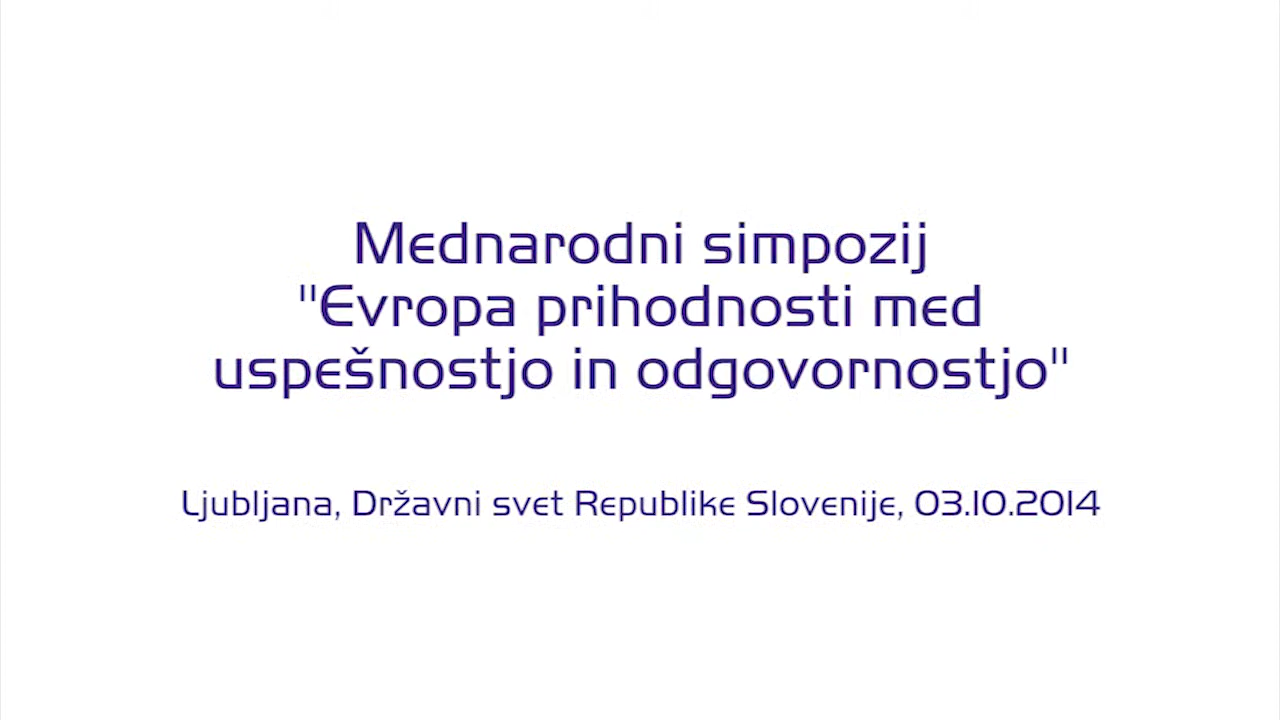 Mednarodni simpozij
"Evropa prihodnosti med
uspešnostjo in odgovornostjo"
Ljubljana, Državni svet Republike Slovenije, 03.10.2014